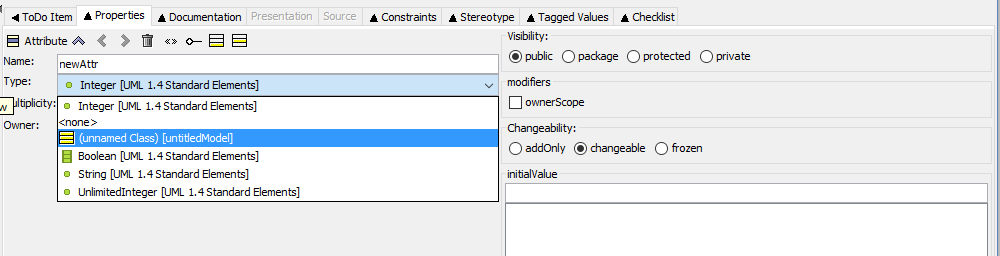 ToDo Item Properties Documentation Presentation Source Constraints Stereotype Tagged Values Checklist
Attribute
Name: newAttr
Type: Integer [UML 1.4 Standard Elements]
ultiplicity:
w
Owner:
Integer [UML 1.4 Standard Elements]
<none>
(unnamed Class) [untitledModel]
Boolean [UML 1.4 Standard Elements]
String [UML 1.4 Standard Elements]
UnlimitedInteger [UML 1.4 Standard Elements]
Visibility:
public package protected private
modifiers
ownerScope
Changeability:
addOnly changeable frozen
initialValue